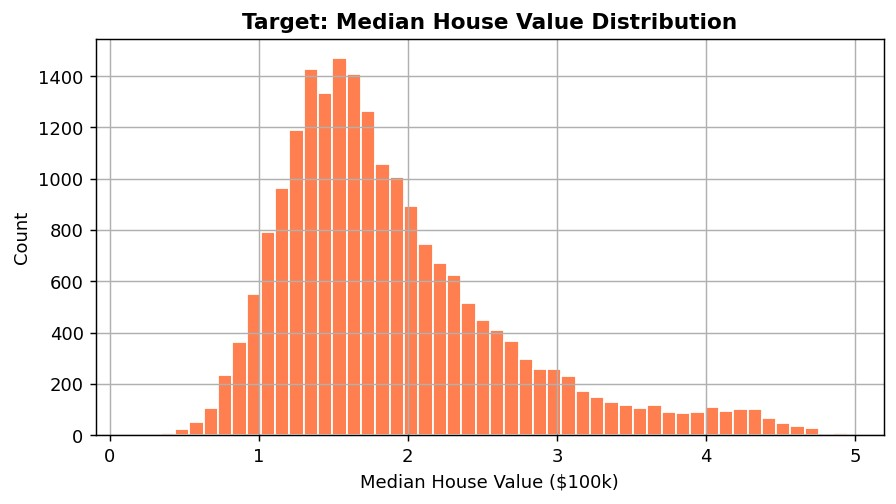 Target: Median House Value Distribution
1400
1200
1000
800
600
400
200
0
Count
0 1 2 3 4 5
Median House Value ($100k)